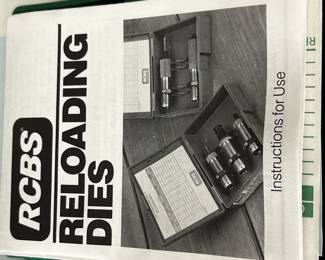 RCBS
RELOADING
DIES
Instructions for Use